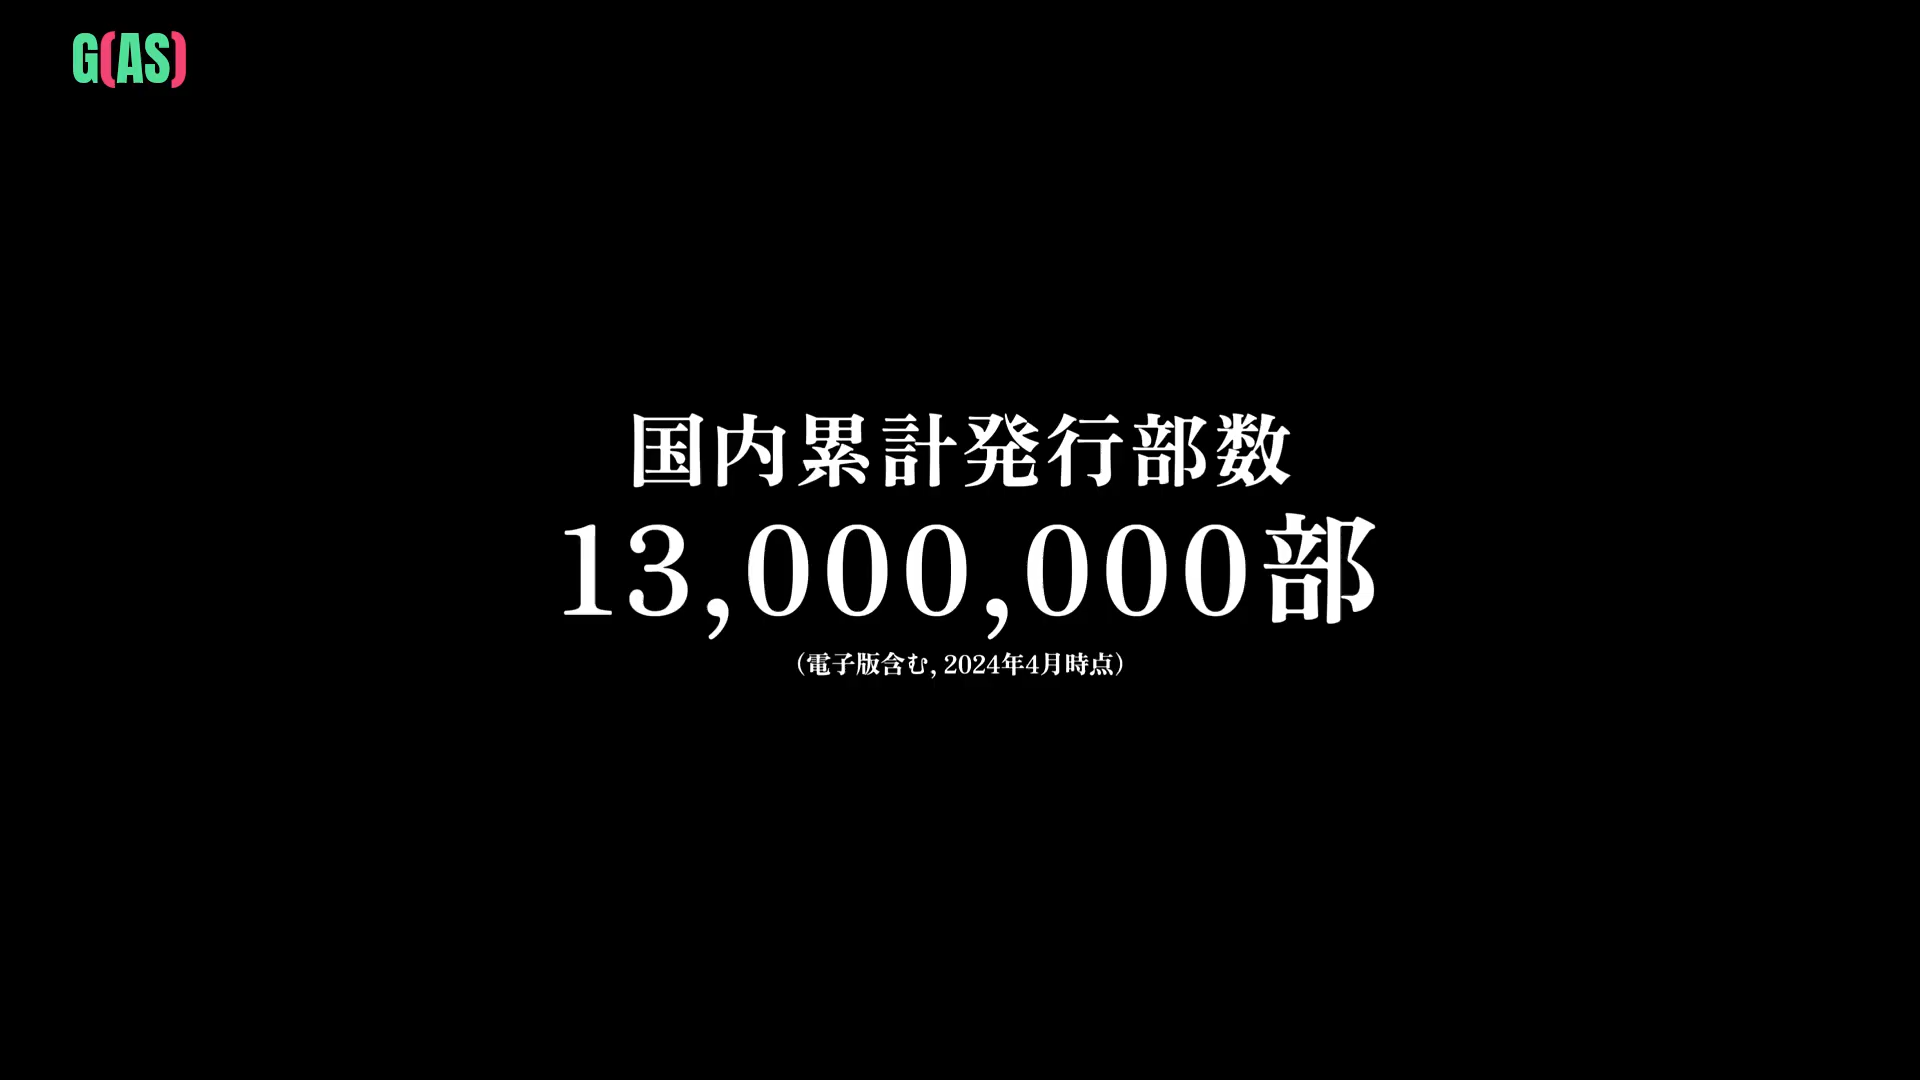 G(AS)
国内累計発行部数
13,000,000部
（電子版含む, 2024年4月時点）